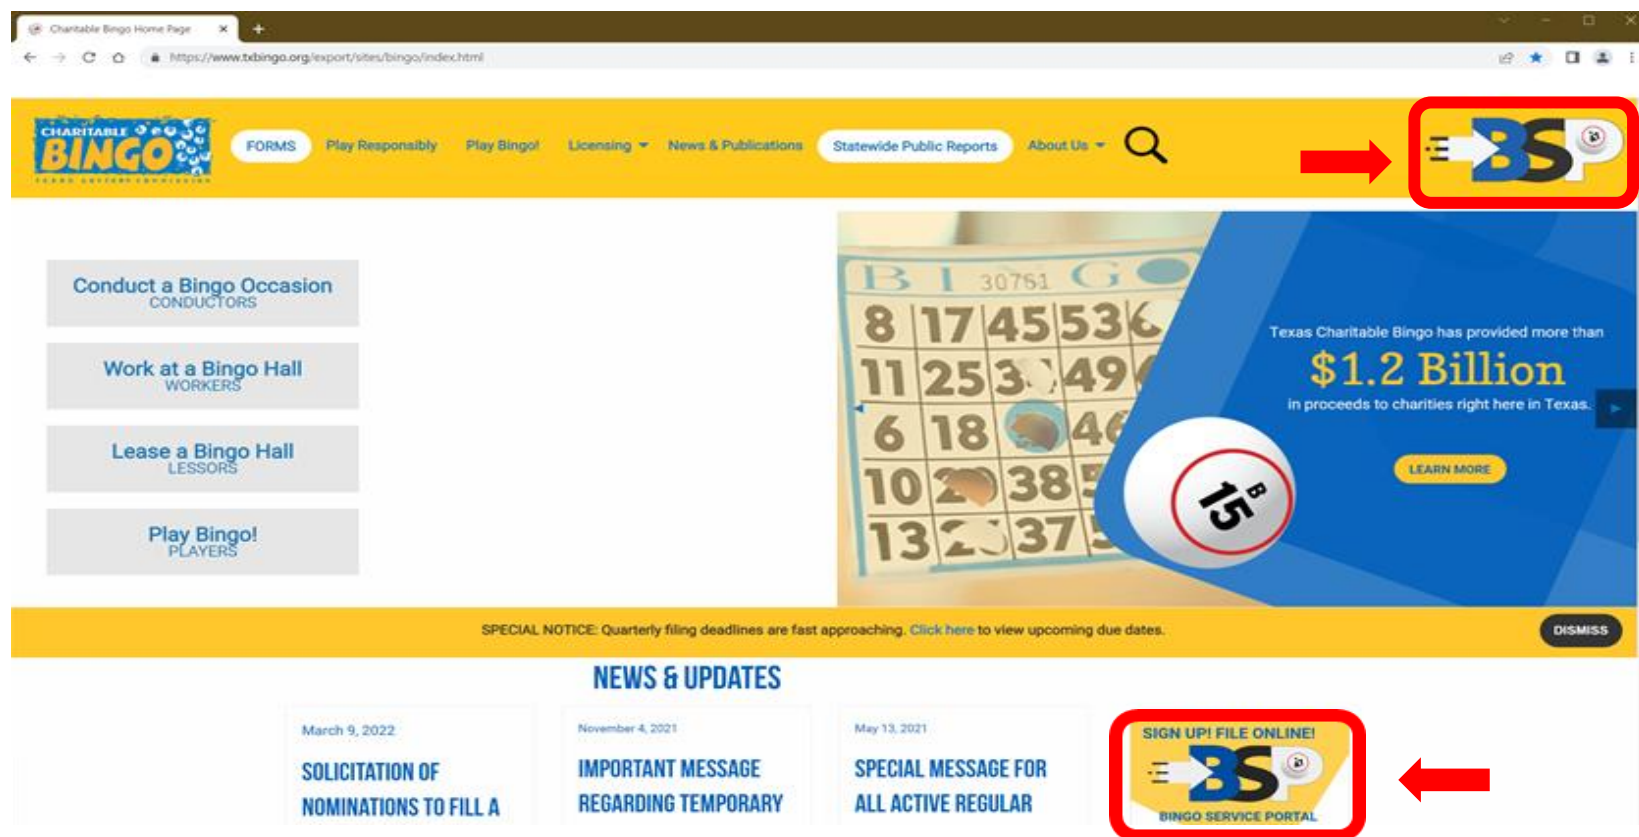 Charitable Bingo Home Page
https://www.txbingo.org/export/sites/bingo/index.html
CHARITABLE
BINGO
TEXAS LOTTERY COMMISSION
FORMS
Play Responsibly
Play Bingo!
Licensing
News & Publications
Statewide Public Reports
About Us
BSP
Conduct a Bingo Occasion
CONDUCTORS
Work at a Bingo Hall
WORKERS
Lease a Bingo Hall
LESSORS
Play Bingo!
PLAYERS
B I G
30761
8 17 45 53
11 25 49
6 18 46
10 38
13 37
15 B
Texas Charitable Bingo has provided more than
$1.2 Billion
in proceeds to charities right here in Texas.
LEARN MORE
SPECIAL NOTICE: Quarterly filing deadlines are fast approaching. Click here to view upcoming due dates.
DISMISS
NEWS & UPDATES
March 9, 2022
SOLICITATION OF
NOMINATIONS TO FILL A
November 4, 2021
IMPORTANT MESSAGE
REGARDING TEMPORARY
May 13, 2021
SPECIAL MESSAGE FOR
ALL ACTIVE REGULAR
SIGN UP! FILE ONLINE!
BSP
BINGO SERVICE PORTAL